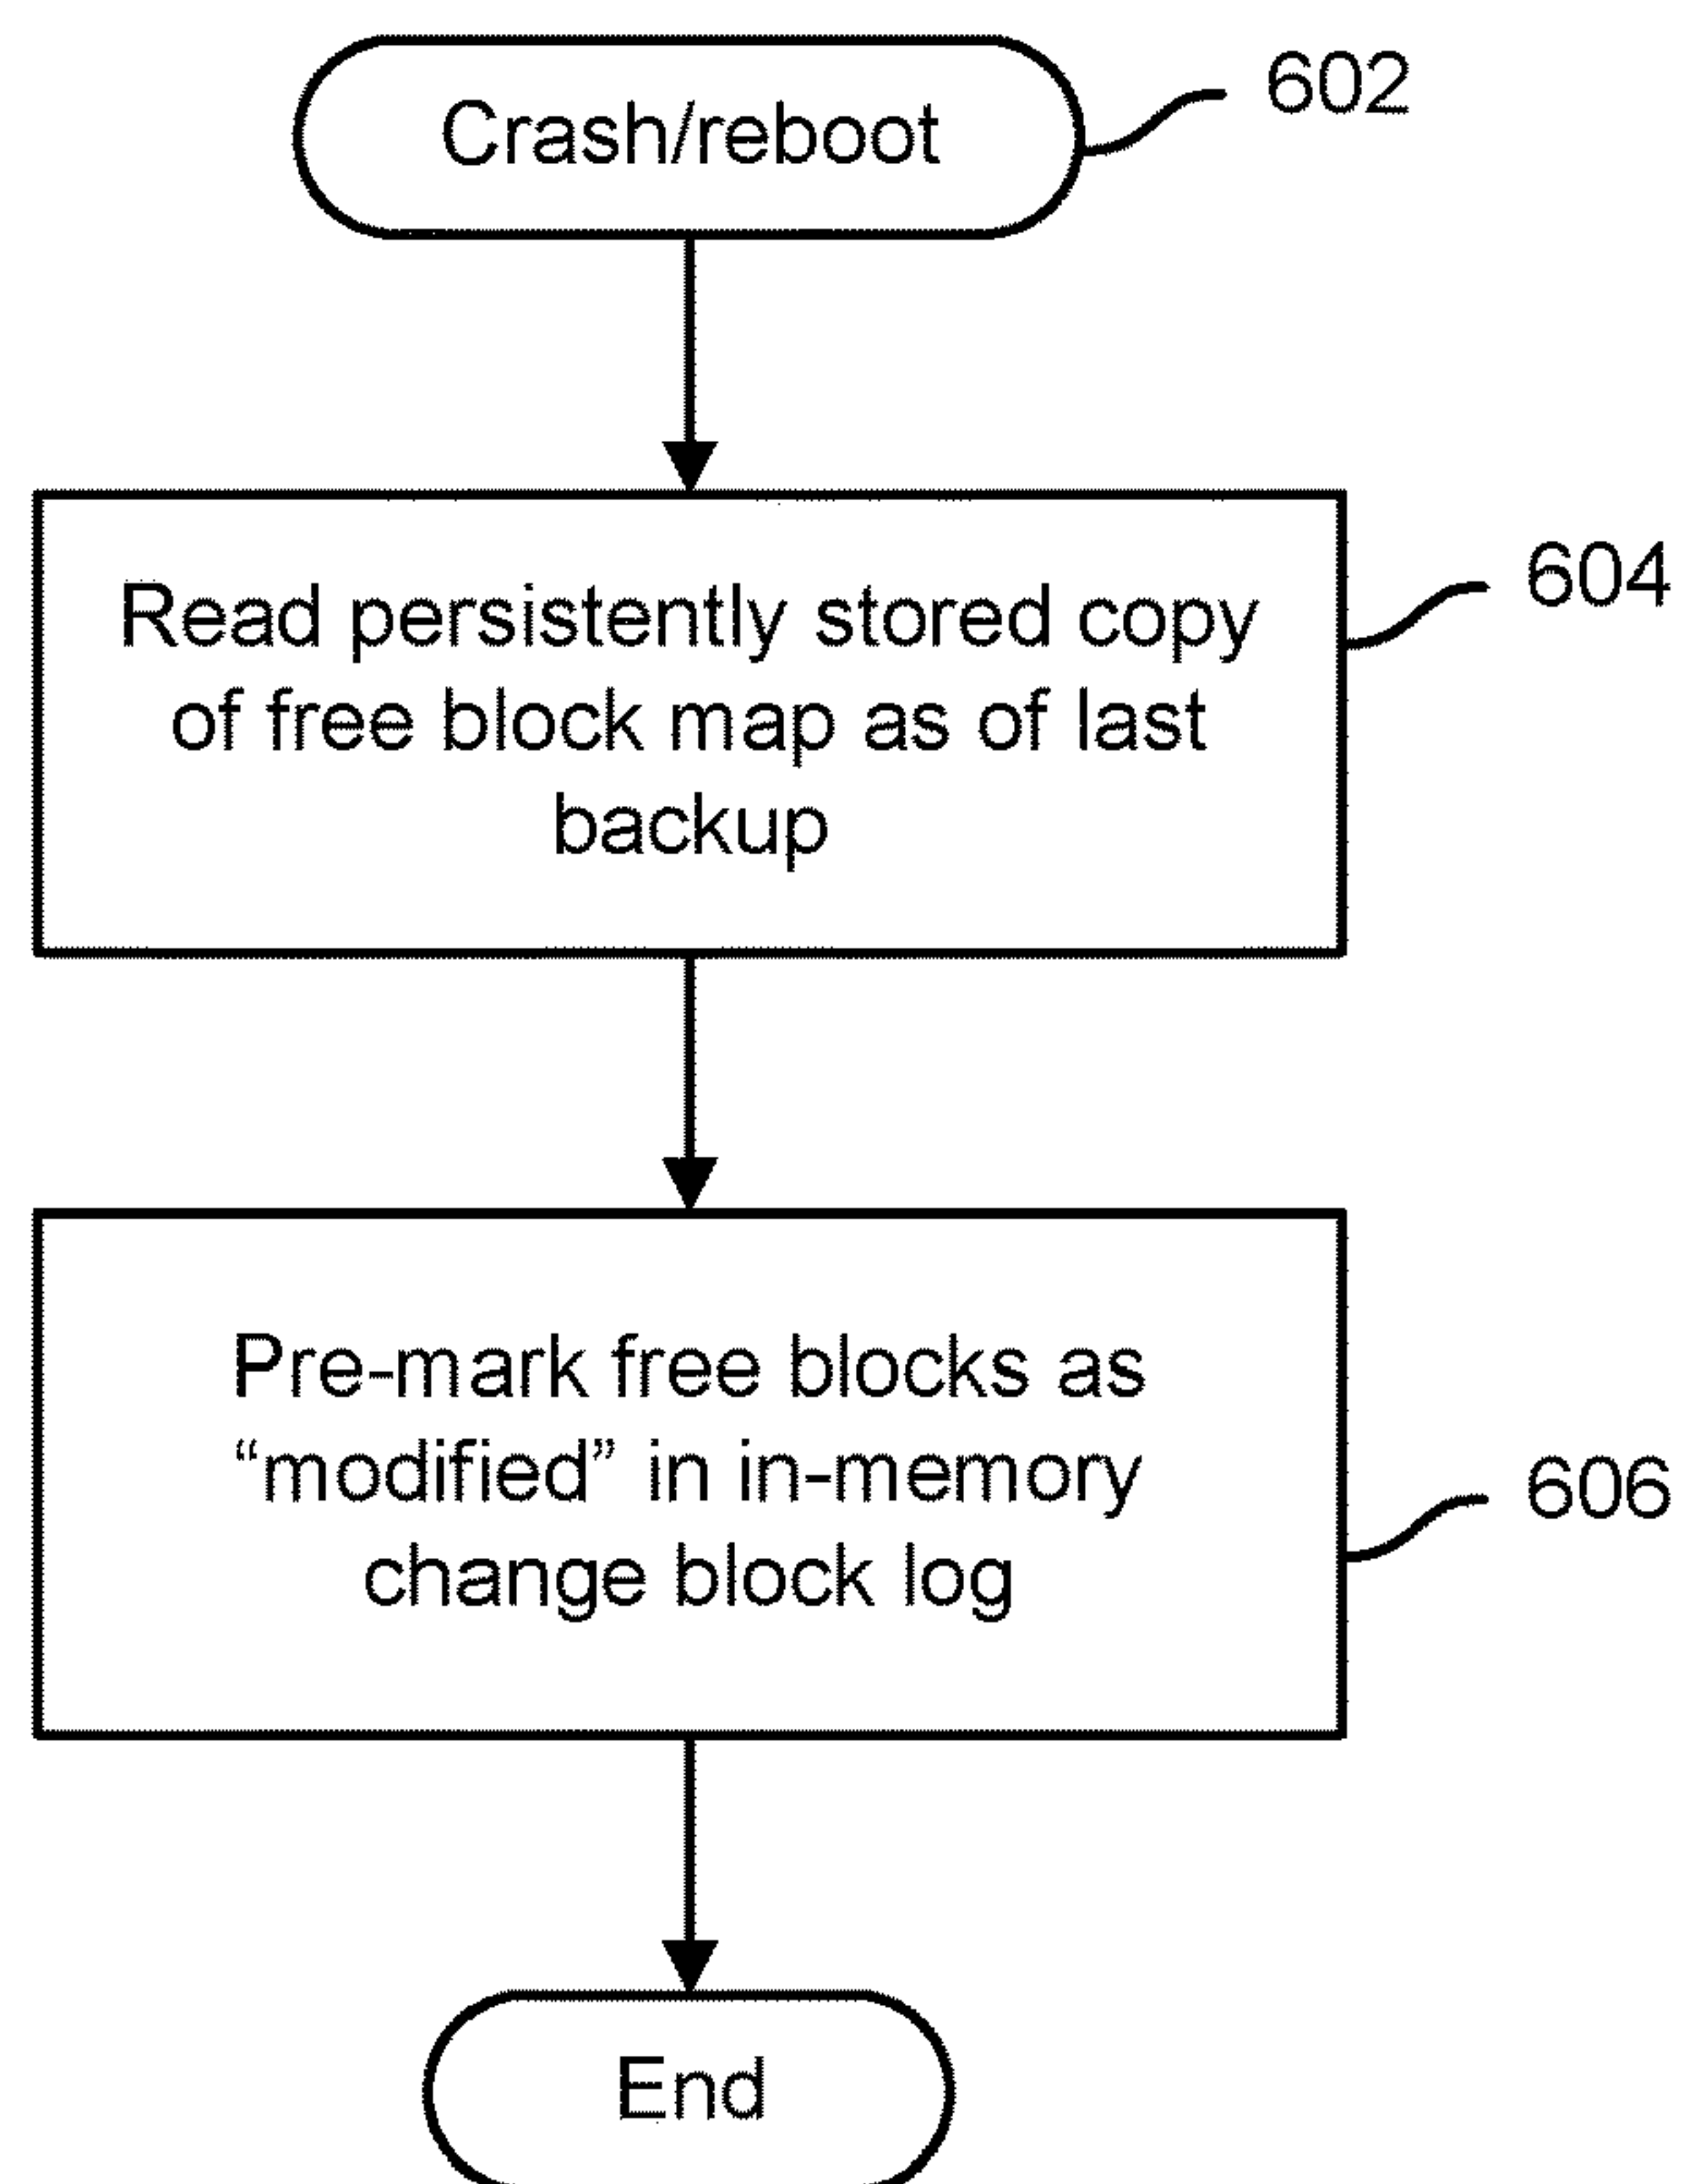 Crash/reboot
602
Read persistently stored copy
of free block map as of last
backup
604
Pre-mark free blocks as
“modified” in in-memory
change block log
606
End